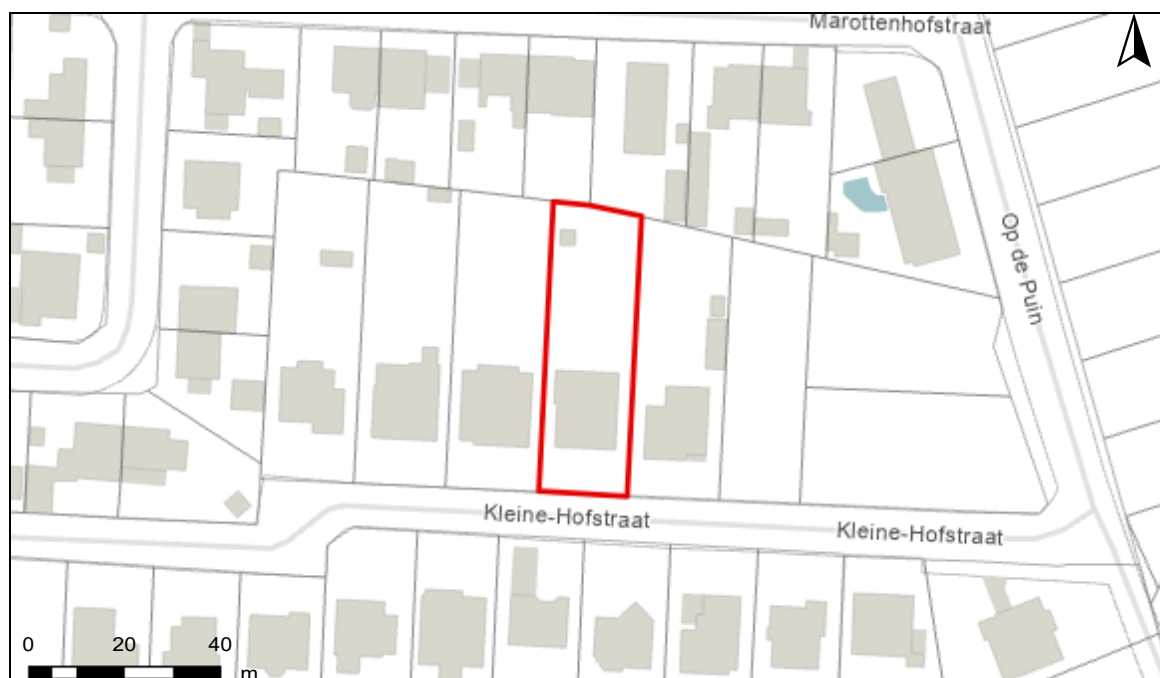 Marottenhofstraat
Op de Puin
Kleine-Hofstraat
Kleine-Hofstraat
0 20 40
m